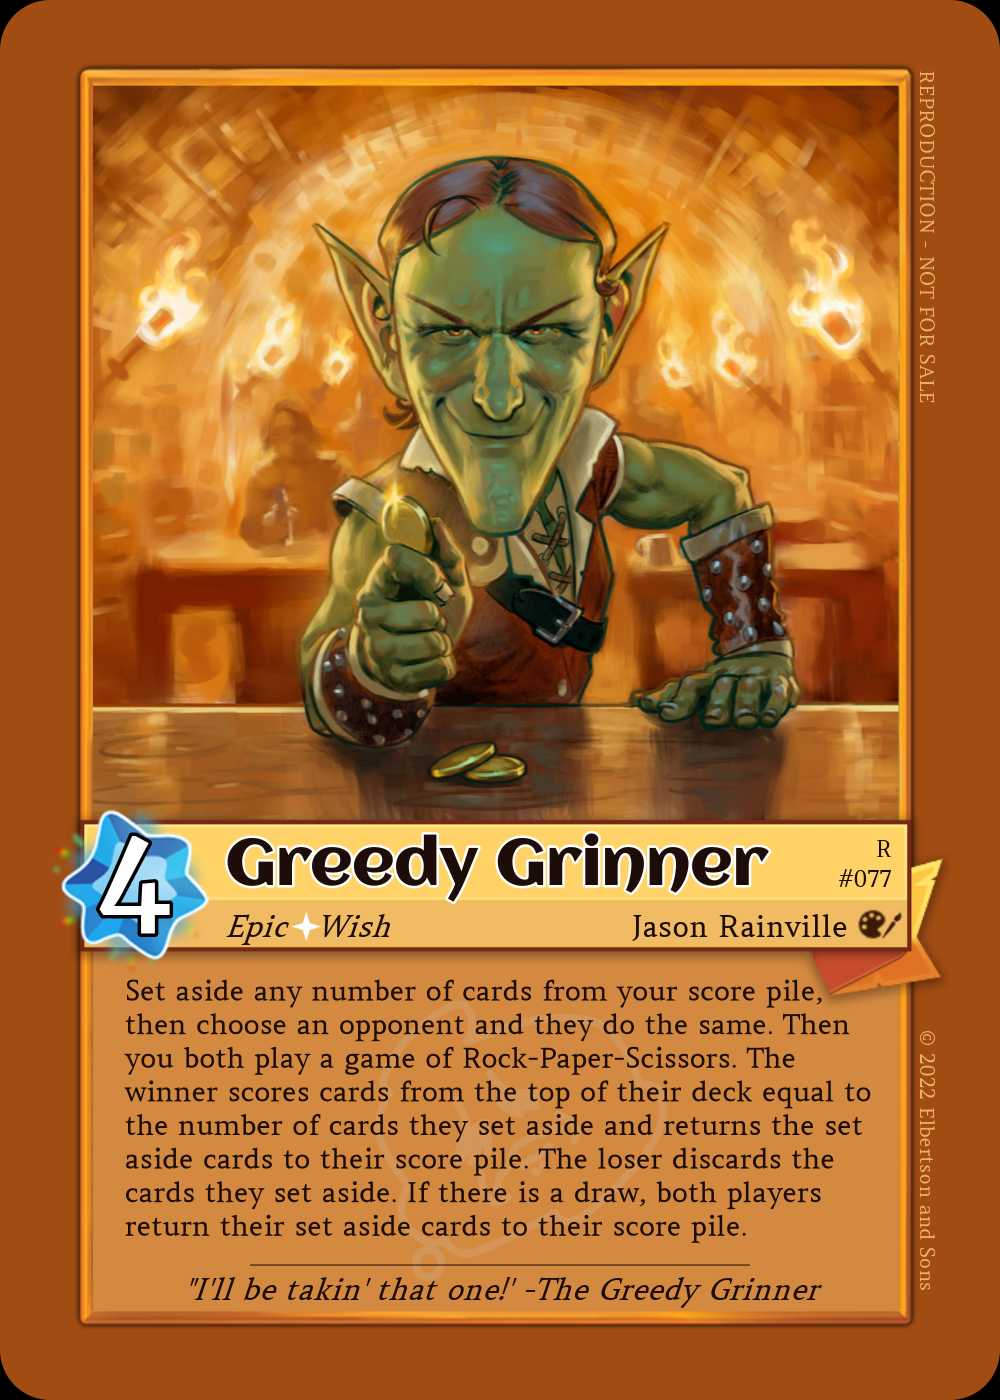 REPRODUCTION - NOT FOR SALE
4
Greedy Grinner
R
#077
Epic Wish
Jason Rainville
Set aside any number of cards from your score pile,
then choose an opponent and they do the same. Then
you both play a game of Rock-Paper-Scissors. The
winner scores cards from the top of their deck equal to
the number of cards they set aside and returns the set
aside cards to their score pile. The loser discards the
cards they set aside. If there is a draw, both players
return their set aside cards to their score pile.
"I'll be takin' that one!' -The Greedy Grinner
© 2022 Elbertson and Sons